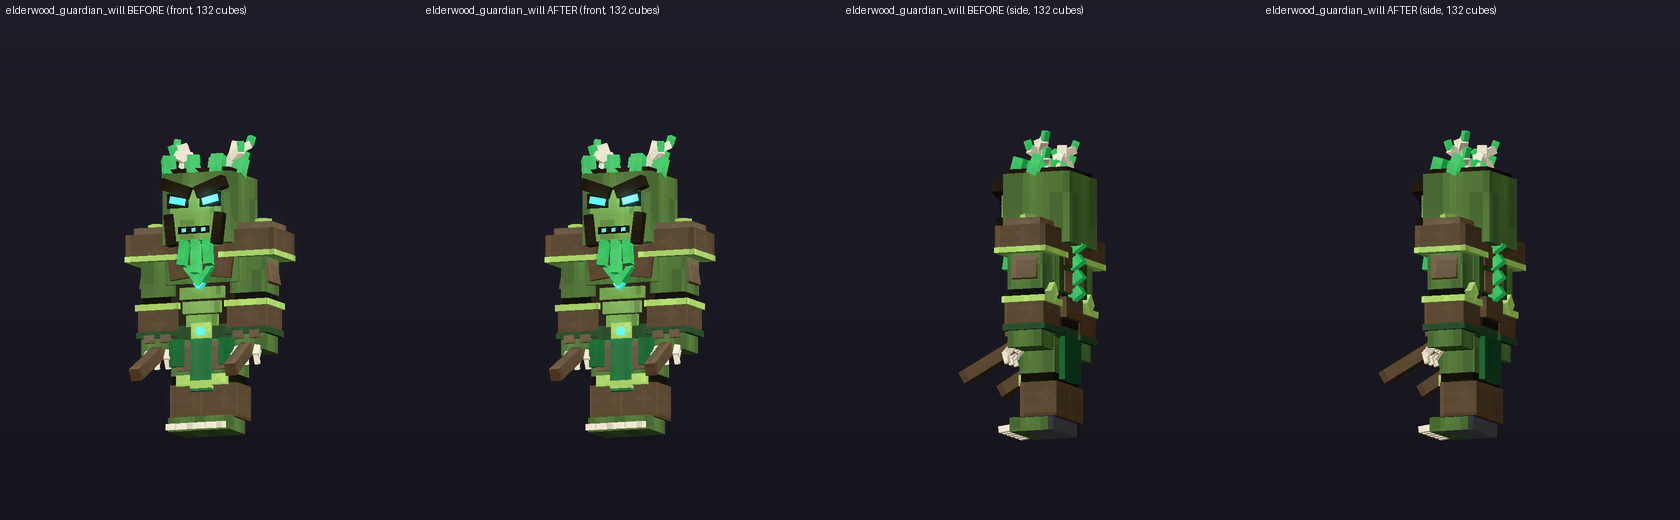 elderwood_guardian_will BEFORE (front, 132 cubes)
elderwood_guardian_will AFTER (front, 132 cubes)
elderwood_guardian_will BEFORE (side, 132 cubes)
elderwood_guardian_will AFTER (side, 132 cubes)